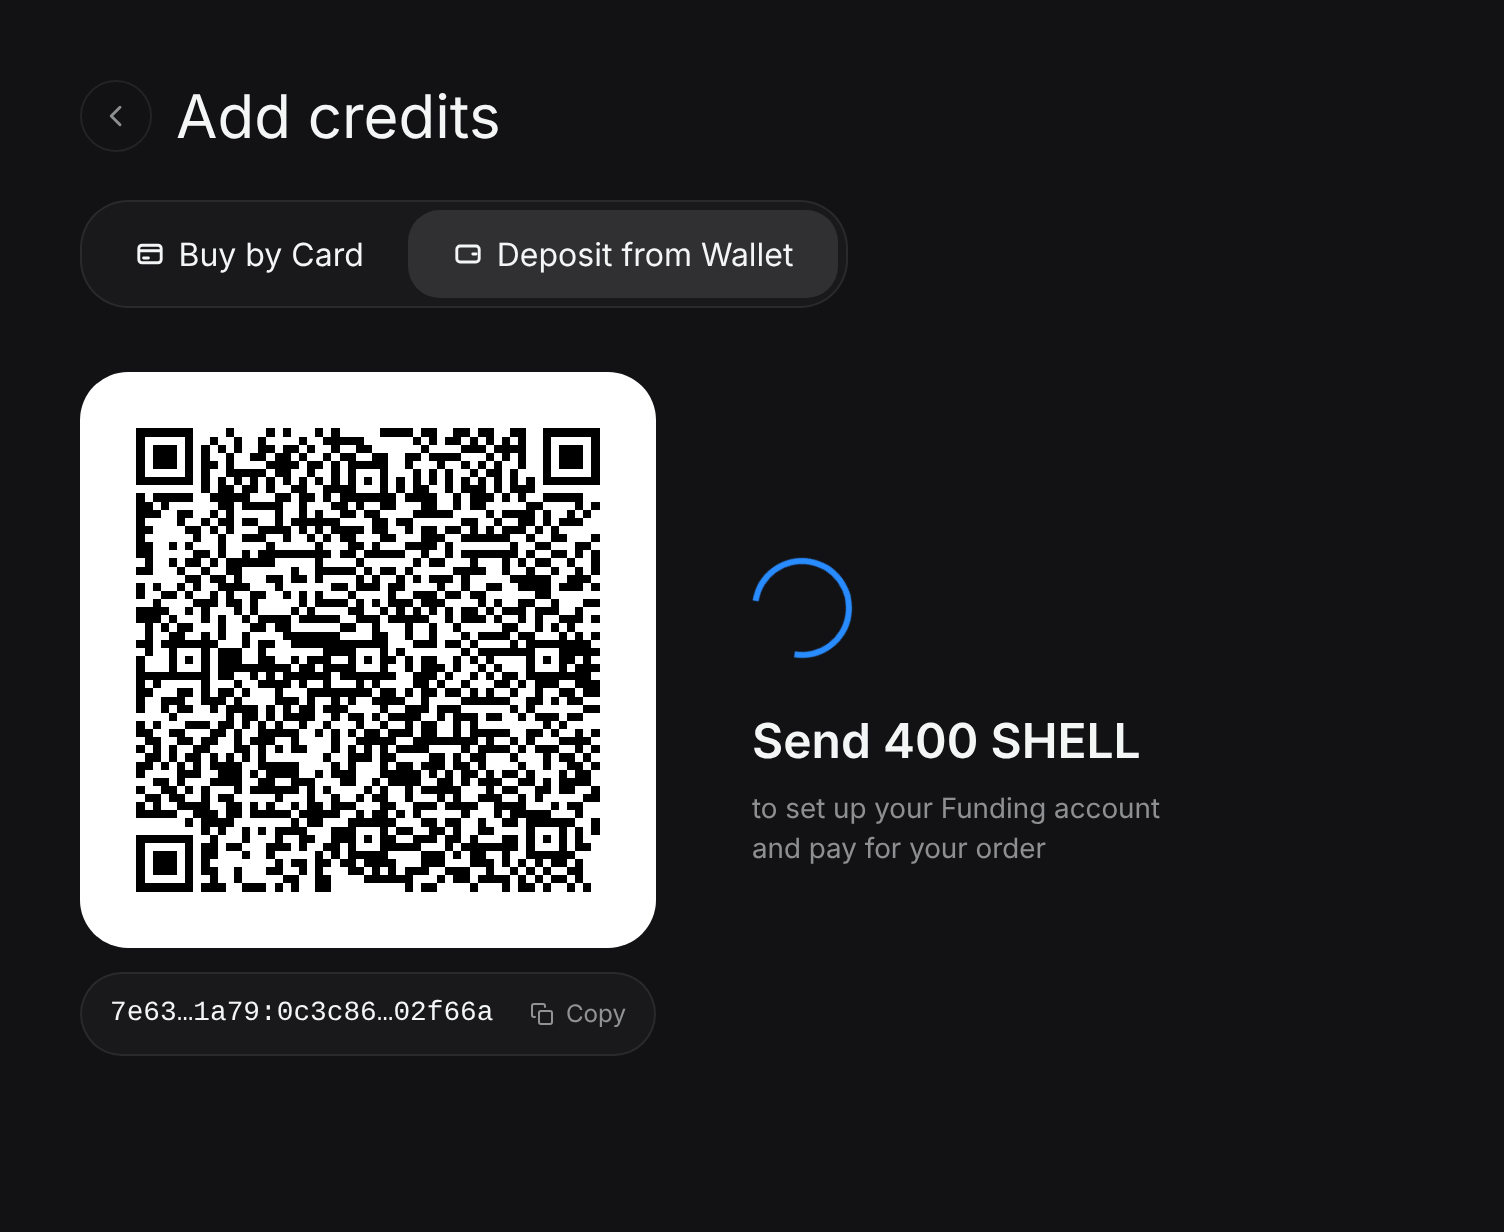 Add credits
Buy by Card
Deposit from Wallet
Send 400 SHELL
to set up your Funding account
and pay for your order
7e63…1a79:0c3c86…02f66a
Copy